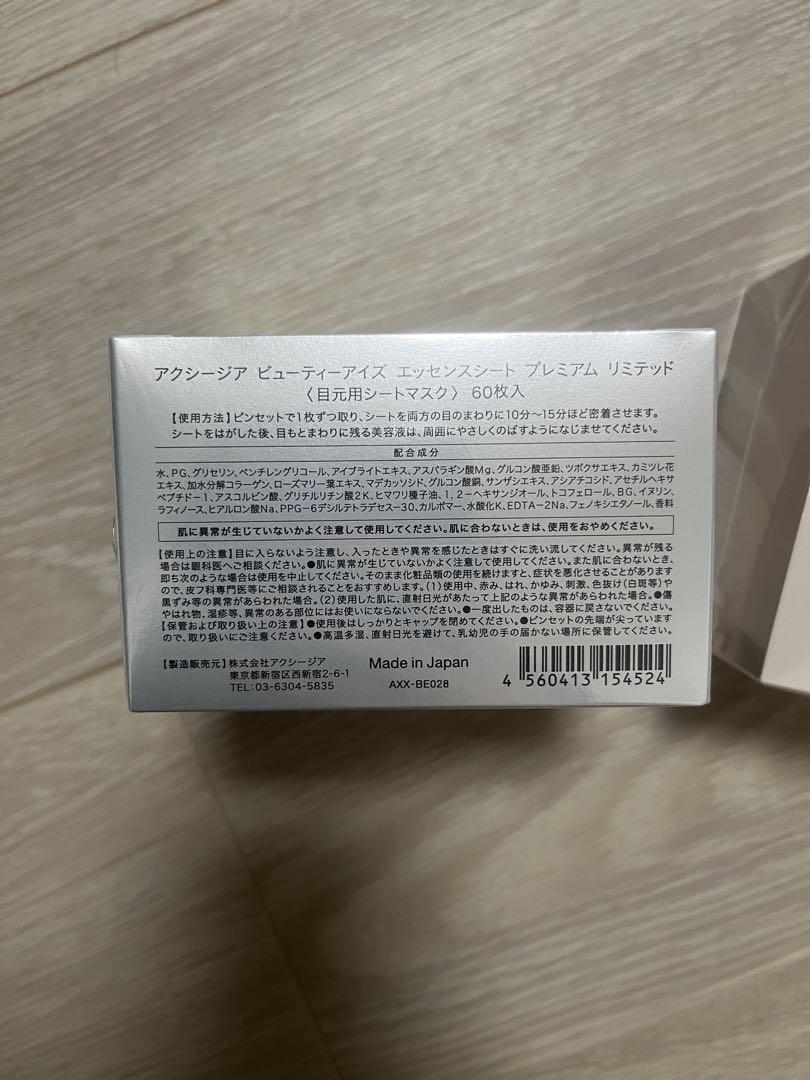 アクシージア ビューティーアイズ エッセンスシート プレミアム リミテッド
〈目元用シートマスク〉 60枚入
【使用方法】ピンセットで1枚ずつ取り、シートを両方の目のまわりに10分〜15分ほど密着させます。
シートをはがした後、目もとまわりに残る美容液は、周囲にやさしくのばすようになじませてください。
配合成分
水、PG、グリセリン、ペンチレングリコール、アイブライトエキス、アスパラギン酸Mg、グルコン酸亜鉛、ツボクサエキス、カミツレ花
エキス、加水分解コラーゲン、ローズマリー葉エキス、マデカッソシド、グルコン酸銅、サンザシエキス、アシアチコシド、アセチルヘキサ
ペプチド-1、アスコルビン酸、グリチルリチン酸2K、ヒマワリ種子油、1,2-ヘキサンジオール、トコフェロール、BG、イヌリン、
ラフィノース、ヒアルロン酸Na、PPG-6デシルテトラデセス-30、カルボマー、水酸化K、EDTA-2Na、フェノキシエタノール、香料
肌に異常が生じていないかよく注意して使用してください。肌に合わないときは、使用をおやめください。
【使用上の注意】目に入らないよう注意し、入ったときや異常を感じたときはすぐに洗い流してください。異常が残る
場合は眼科医へご相談ください。●肌に異常が生じていないかよく注意して使用してください。また肌に合わないとき、
即ち次のような場合は使用を中止してください。そのまま化粧品類の使用を続けますと、症状を悪化させることがあります
ので、皮フ科専門医等にご相談されることをおすすめします。(1)使用中、赤み、はれ、かゆみ、刺激、色抜け(白斑等)や
黒ずみ等の異常があらわれた場合。(2)使用した肌に、直射日光があたって上記のような異常があらわれた場合。●傷
やはれ物、湿疹等、異常のある部位にはお使いにならないでください。●一度出したものは、容器に戻さないでください。
【保管および取り扱い上の注意】●使用後はしっかりとキャップを閉めてください。●ピンセットの先端が尖っています
ので、取り扱いにご注意ください。●高温多湿、直射日光を避けて、乳幼児の手の届かない場所に保管してください。
【製造販売元】株式会社アクシージア
東京都新宿区西新宿2-6-1
TEL:03-6304-5835
Made in Japan
AXX-BE028
4 560413 154524